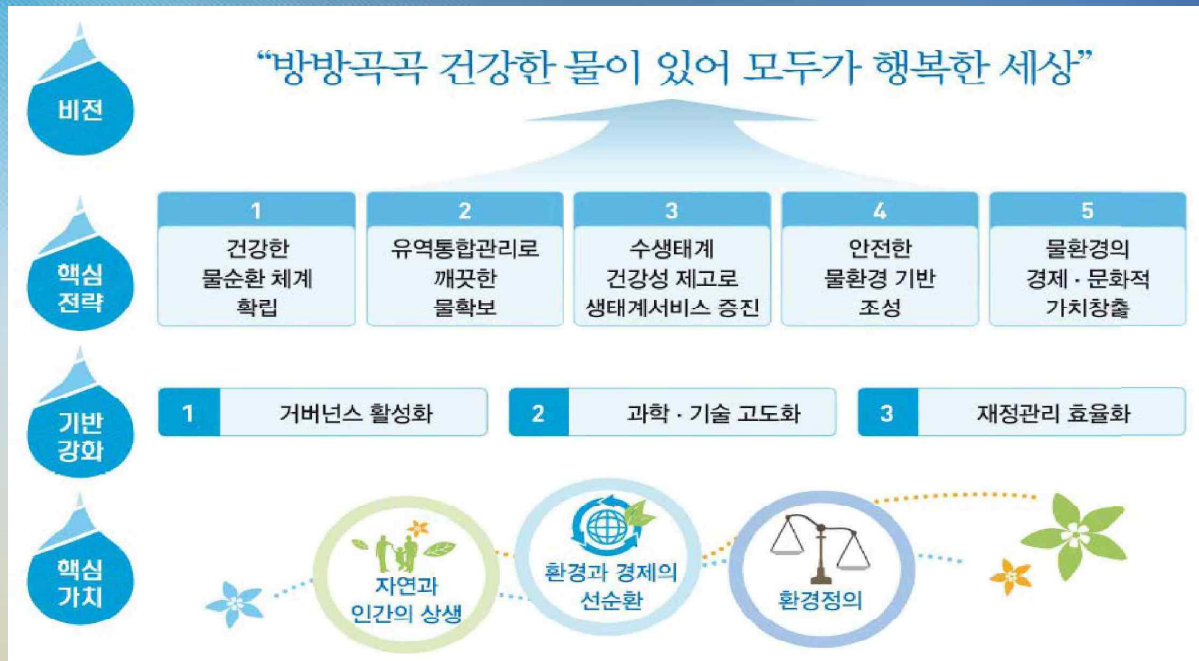 비전
“방방곡곡 건강한 물이 있어 모두가 행복한 세상”
핵심
전략
1
건강한
물순환 체계
확립
2
유역통합관리로
깨끗한
물확보
3
수생태계
건강성 제고로
생태계서비스 증진
4
안전한
물환경 기반
조성
5
물환경의
경제 · 문화적
가치창출
기반
강화
1 거버넌스 활성화
2 과학 · 기술 고도화
3 재정관리 효율화
핵심
가치
자연과
인간의 상생
환경과 경제의
선순환
환경정의